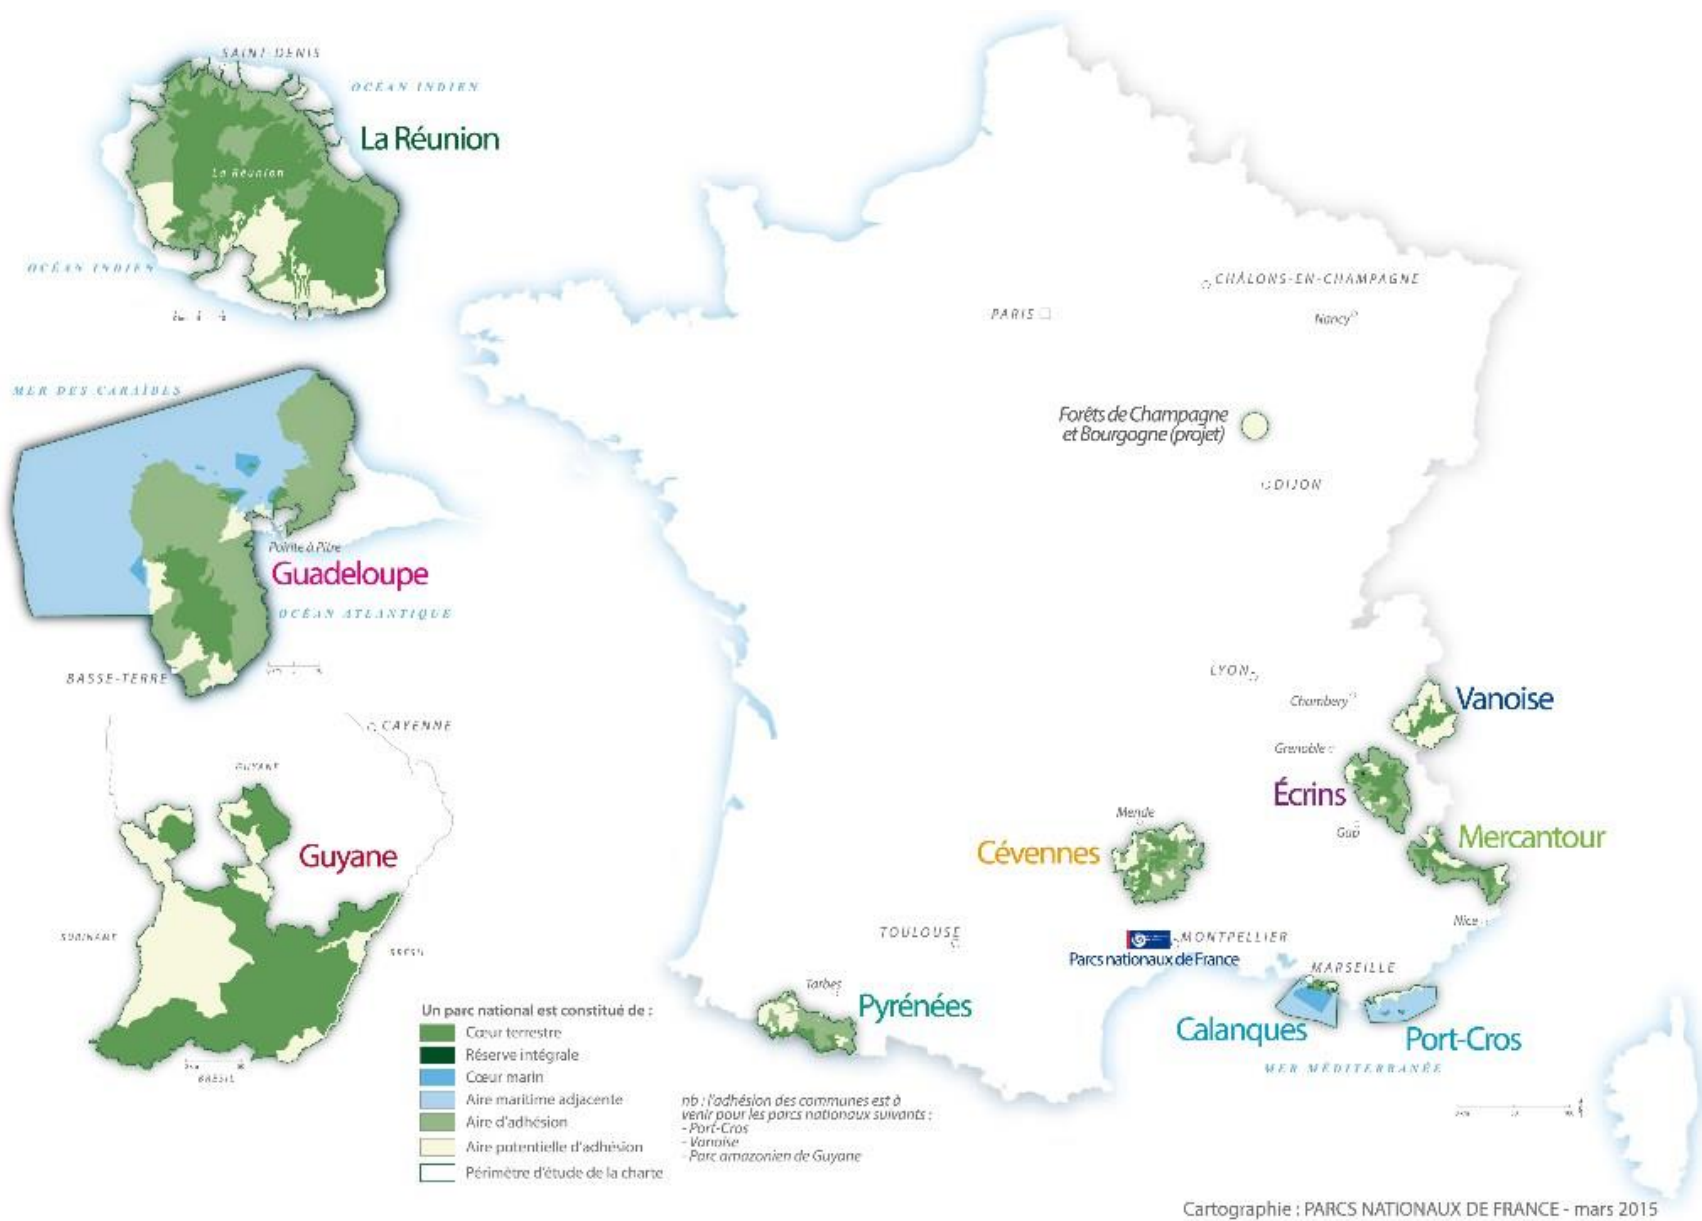 SAINT-DENIS
OCÉAN INDIEN
La Réunion
La Réunion
OCÉAN INDIEN
MER DES CARAÏBES
Pointe à Pitre
Guadeloupe
OCÉAN ATLANTIQUE
BASSE-TERRE
CAYENNE
GUYANE
Guyane
SURINAME
BRÉSIL
BRÉSIL
CHÂLONS-EN-CHAMPAGNE
PARIS
Nancy
Forêts de Champagne
et Bourgogne (projet)
DIJON
LYON
Chambery
Vanoise
Grenoble
Écrins
Gap
Mercantour
Mende
Cévennes
Nice
TOULOUSE
MONTPELLIER
Parcs nationaux de France
MARSEILLE
Tarbes
Pyrénées
Calanques
Port-Cros
MER MÉDITERRANÉE
Un parc national est constitué de :
Cœur terrestre
Réserve intégrale
Cœur marin
Aire maritime adjacente
Aire d'adhésion
Aire potentielle d'adhésion
Périmètre d'étude de la charte
nb : l'adhésion des communes est à
venir pour les parcs nationaux suivants :
- Port-Cros
- Vanoise
- Parc amazonien de Guyane
Cartographie : PARCS NATIONAUX DE FRANCE - mars 2015